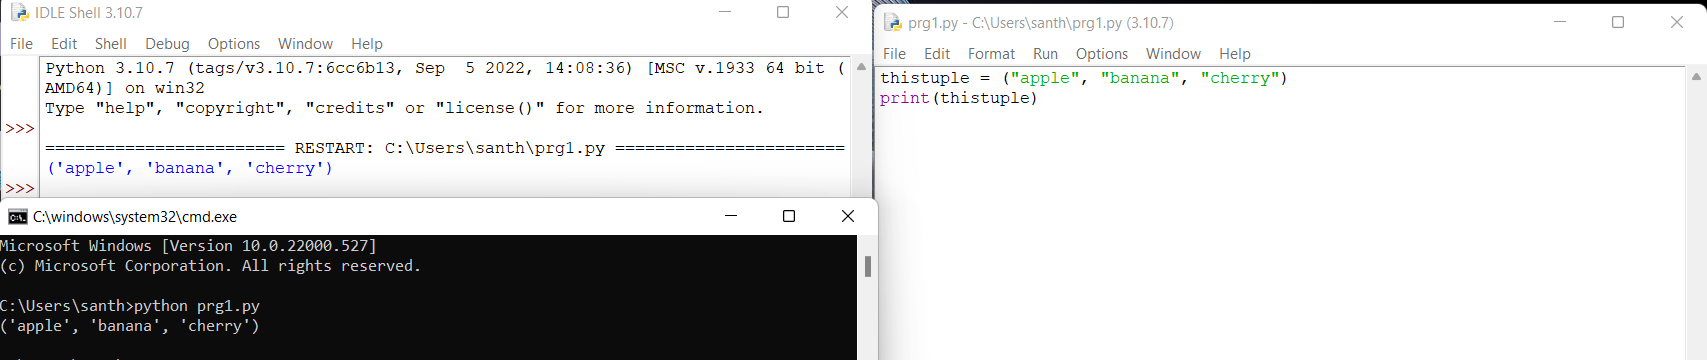 IDLE Shell 3.10.7
File Edit Shell Debug Options Window Help
Python 3.10.7 (tags/v3.10.7:6cc6b13, Sep  5 2022, 14:08:36) [MSC v.1933 64 bit (
AMD64)] on win32
Type "help", "copyright", "credits" or "license()" for more information.
>>>
======================== RESTART: C:\Users\santh\prg1.py =======================
('apple', 'banana', 'cherry')
>>>
C:\windows\system32\cmd.exe
Microsoft Windows [Version 10.0.22000.527]
(c) Microsoft Corporation. All rights reserved.
C:\Users\santh>python prg1.py
('apple', 'banana', 'cherry')
prg1.py - C:\Users\santh\prg1.py (3.10.7)
File Edit Format Run Options Window Help
thistuple = ("apple", "banana", "cherry")
print(thistuple)